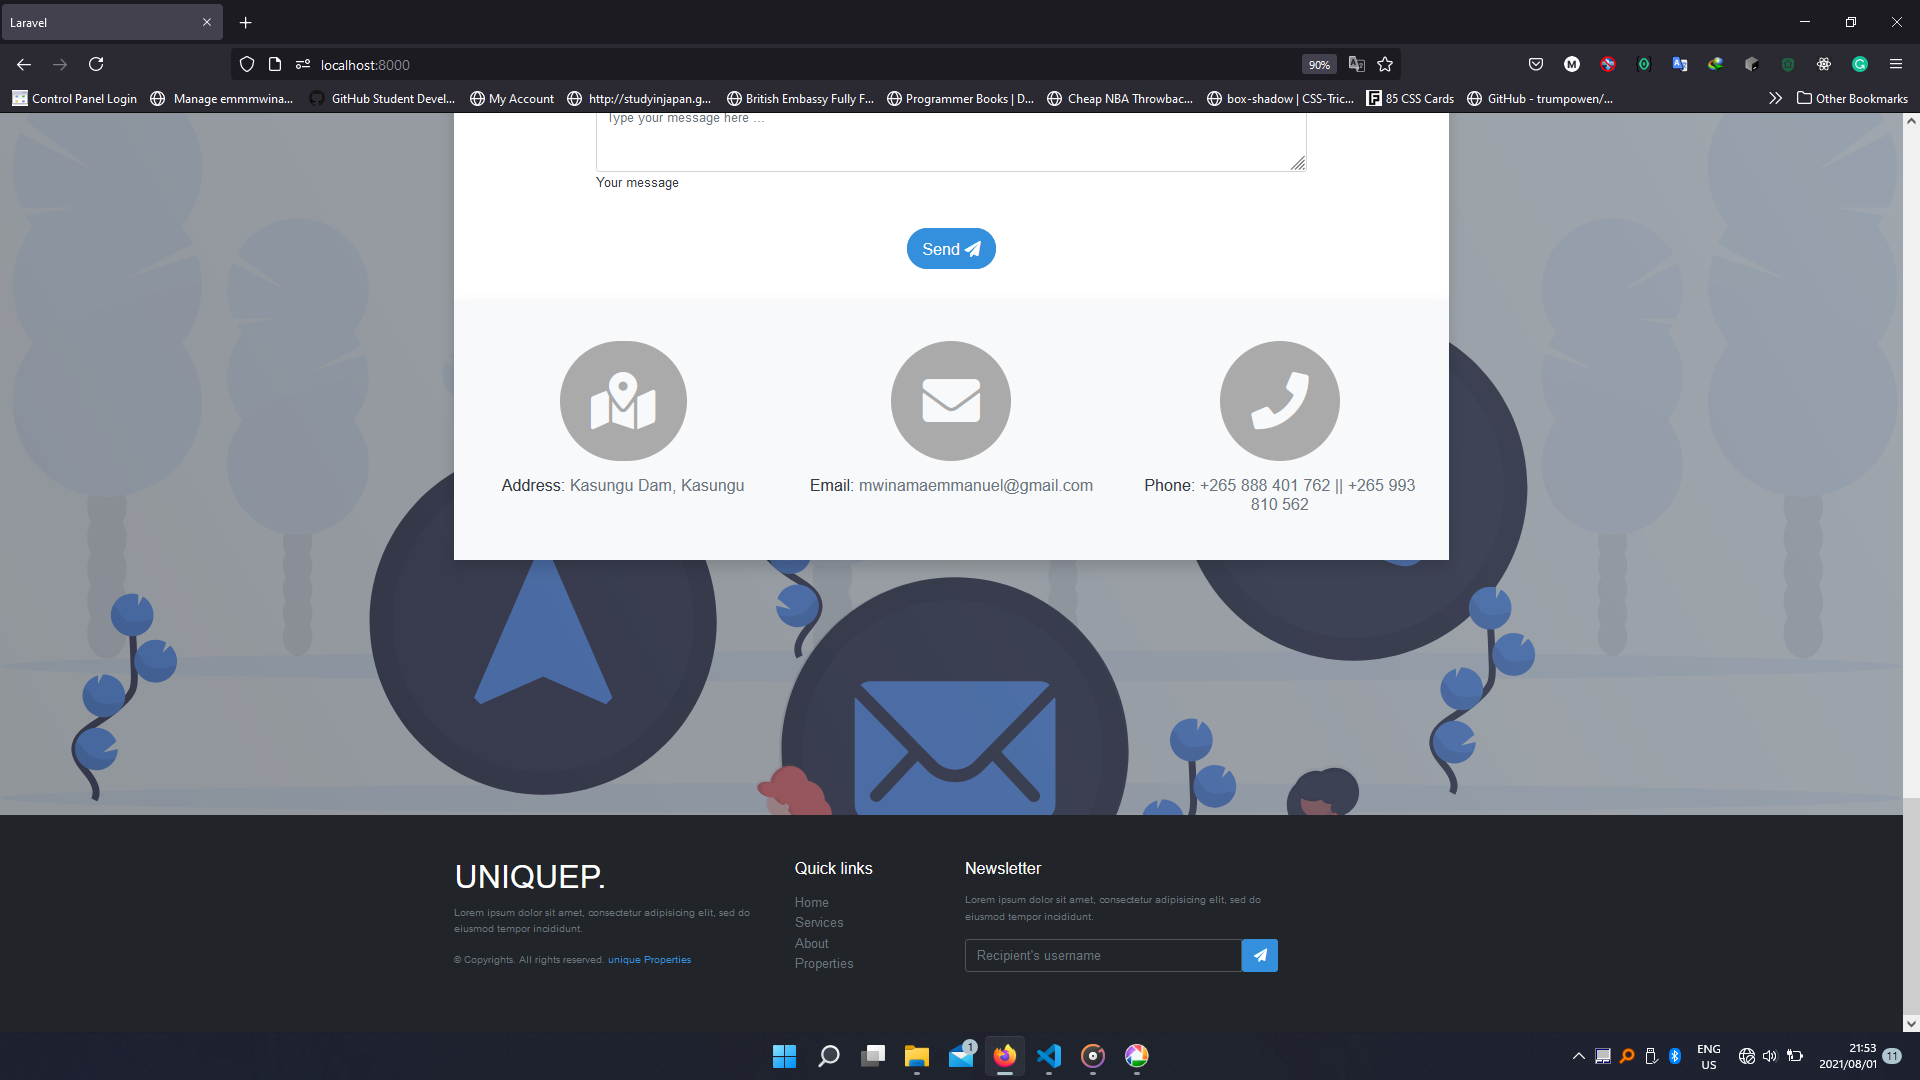 Laravel
localhost:8000
90%
Control Panel Login
Manage emmmwina...
GitHub Student Devel...
My Account
http://studyinjapan.g...
British Embassy Fully F...
Programmer Books | D...
Cheap NBA Throwbac...
box-shadow | CSS-Tric...
85 CSS Cards
GitHub - trumpowen/...
Other Bookmarks
Type your message here ...
Your message
Send
Address: Kasungu Dam, Kasungu
Email: mwinamaemmanuel@gmail.com
Phone: +265 888 401 762 || +265 993
810 562
UNIQUEP.
Lorem ipsum dolor sit amet, consectetur adipisicing elit, sed do
eiusmod tempor incididunt.
© Copyrights. All rights reserved. unique Properties
Quick links
Home
Services
About
Properties
Newsletter
Lorem ipsum dolor sit amet, consectetur adipisicing elit, sed do
eiusmod tempor incididunt.
Recipient's username
1
ENG
US
21:53
2021/08/01
11